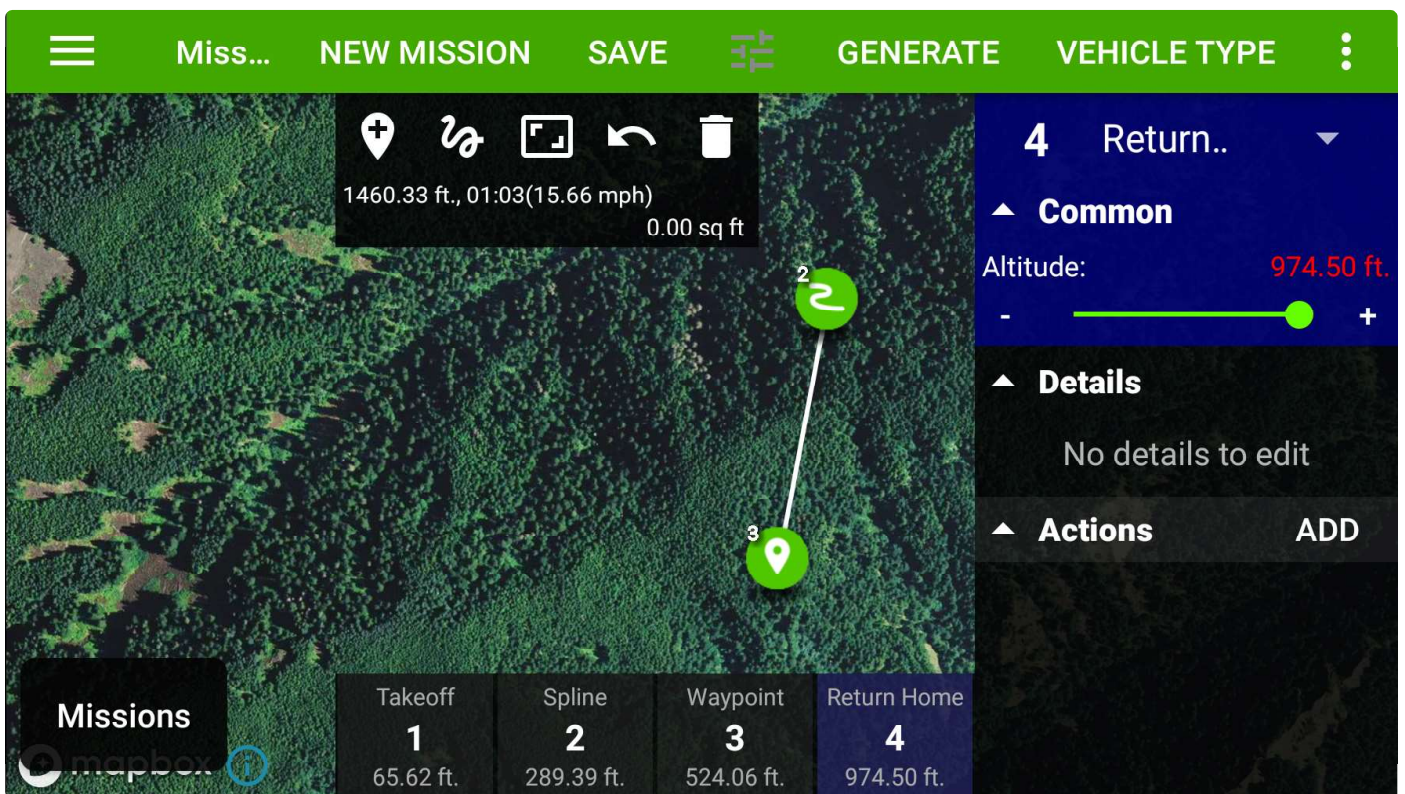 Miss... NEW MISSION SAVE GENERATE VEHICLE TYPE
1460.33 ft., 01:03(15.66 mph)
0.00 sq ft
4 Return..
Common
Altitude: 974.50 ft.
- +
Details
No details to edit
Actions ADD
2
3
Missions
mapbox
Takeoff Spline Waypoint Return Home
1 2 3 4
65.62 ft. 289.39 ft. 524.06 ft. 974.50 ft.